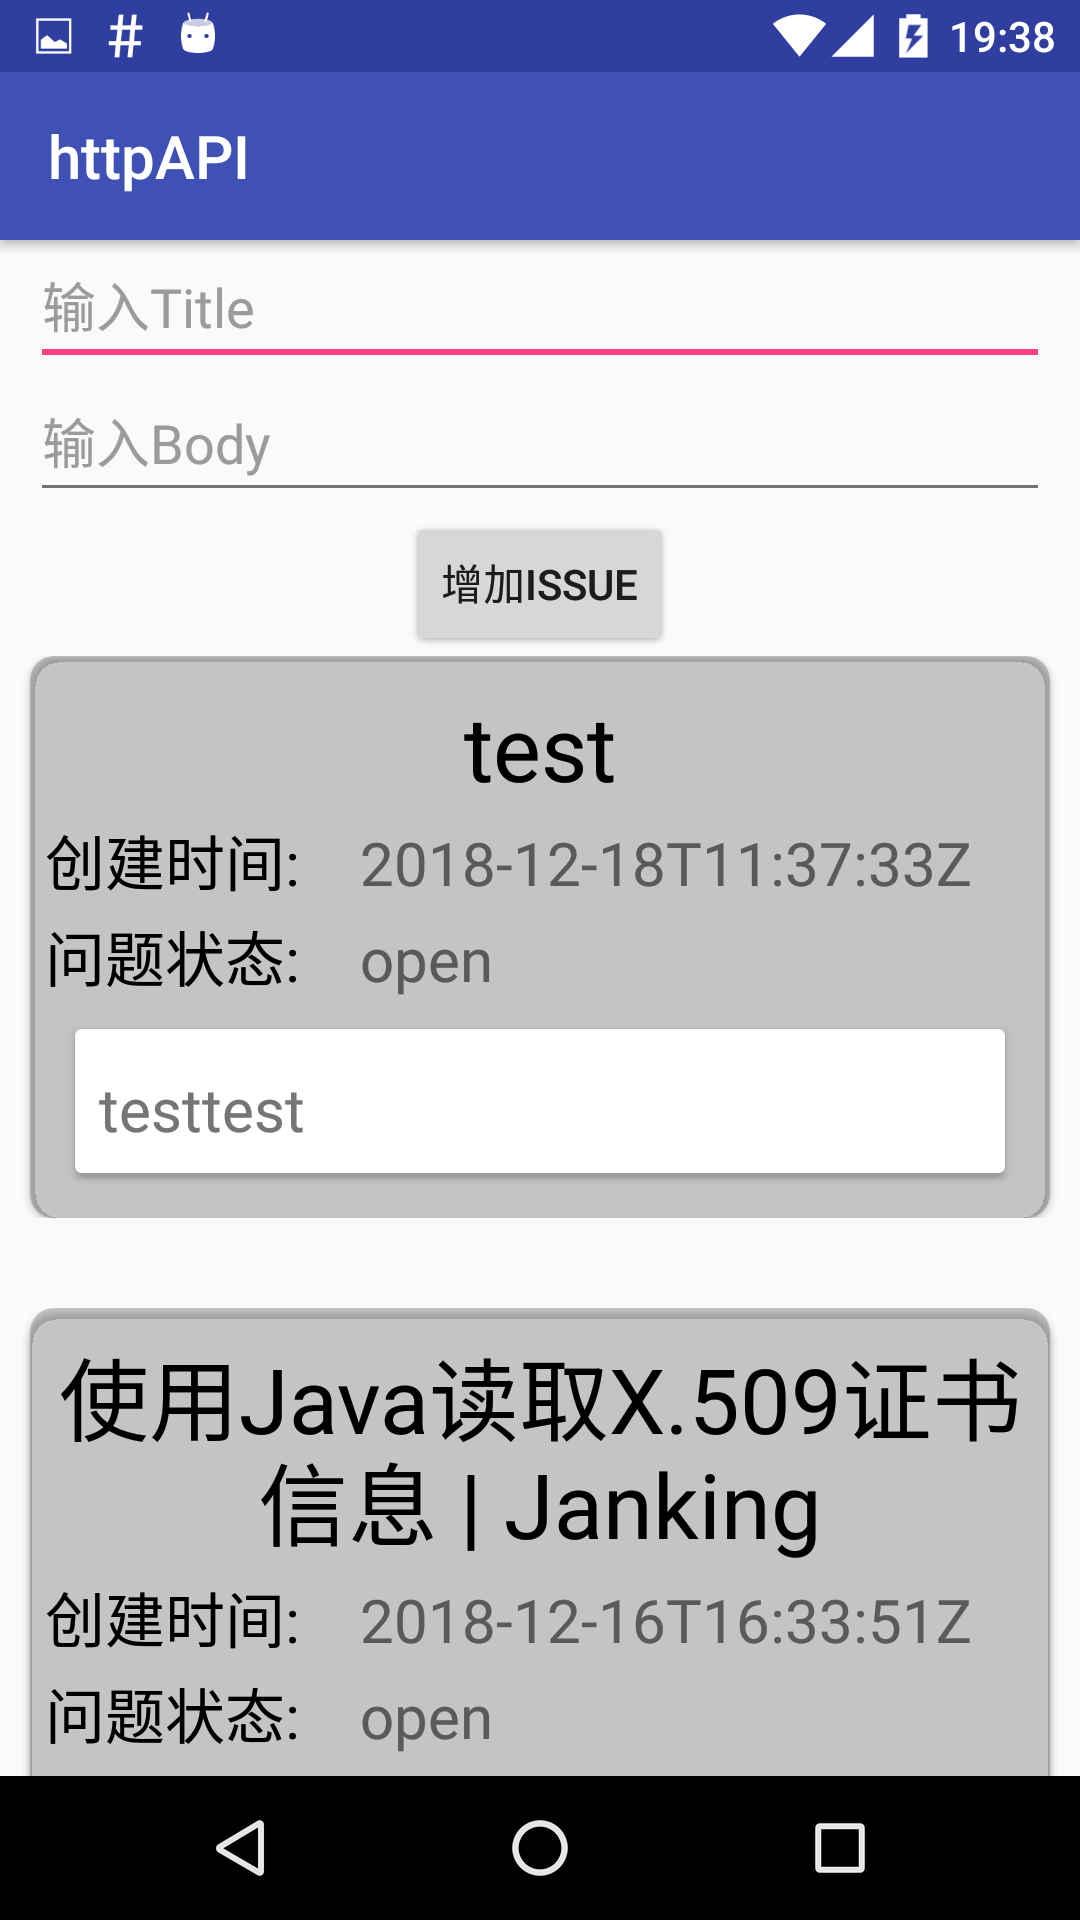 19:38
httpAPI
输入Title
输入Body
增加ISSUE
test
创建时间: 2018-12-18T11:37:33Z
问题状态: open
testtest
使用Java读取X.509证书
信息 | Janking
创建时间: 2018-12-16T16:33:51Z
问题状态: open